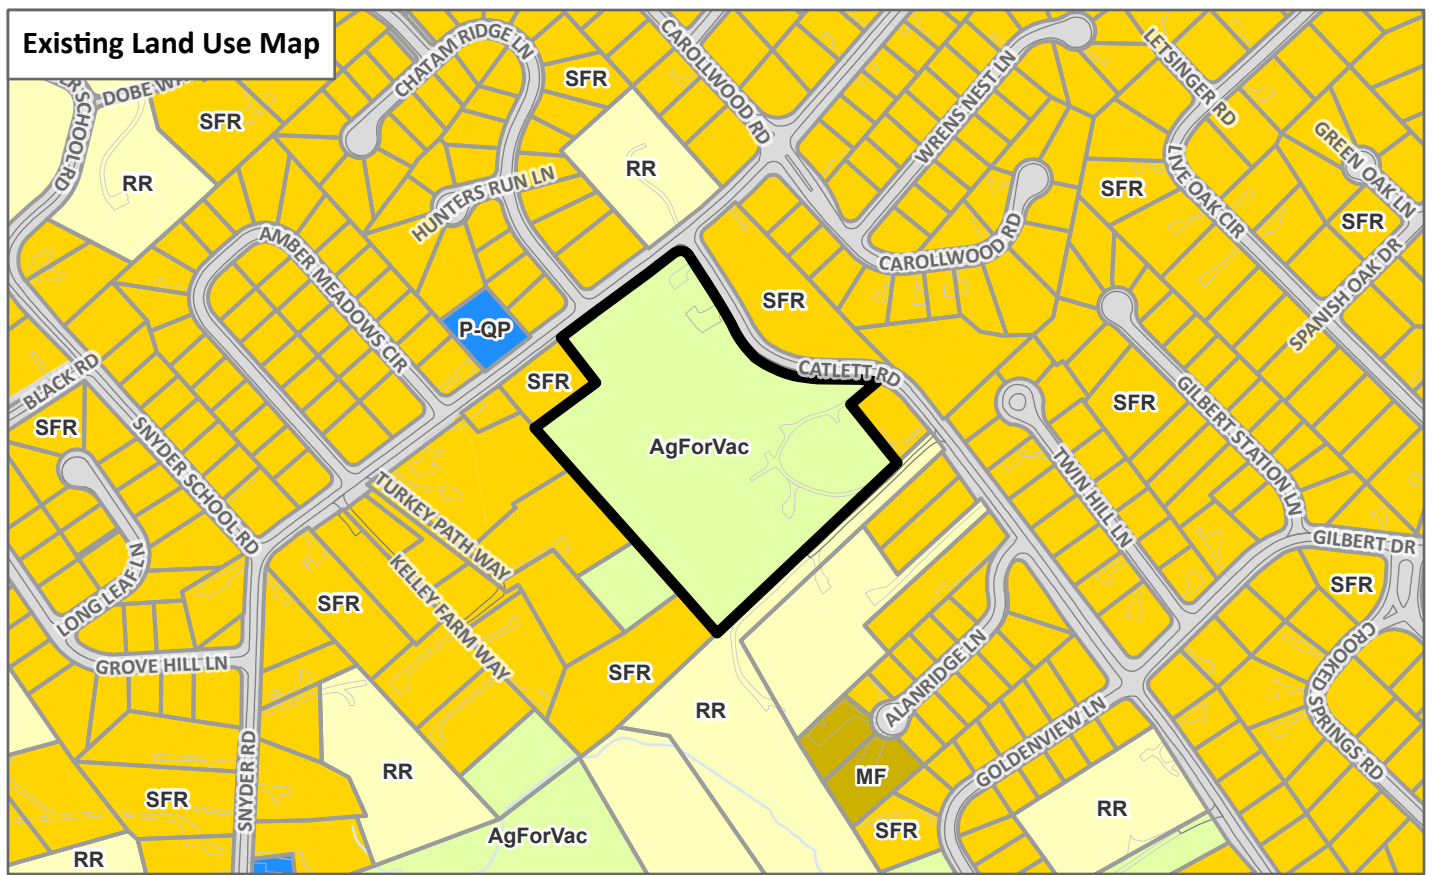 Existing Land Use Map
CHATAM RIDGE LN
CAROLLWOOD RD
WRENS NEST LN
LETSINGER RD
SFR
DOBE WA
SFR
ER SCHOOL RD
RR
RR
HUNTERS RUN LN
SFR
LIVE OAK CIR
GREEN OAK LN
SFR
SPANISH OAK DR
CAROLLWOOD RD
AMBER MEADOWS CIR
SFR
P-QP
BLACK RD
SFR
CATLETT RD
SFR
GILBERT STATION LN
SFR
SNYDER SCHOOL RD
AgForVac
TWIN HILL LN
TURKEY PATH WAY
GILBERT DR
LONG LEAF LN
KELLEY FARM WAY
SFR
SFR
GROVE HILL LN
SFR
ALANRIDGE LN
CROOKED SPRINGS RD
RR
GOLDENVIEW LN
SNYDER RD
RR
MF
SFR
RR
AgForVac
SFR
RR